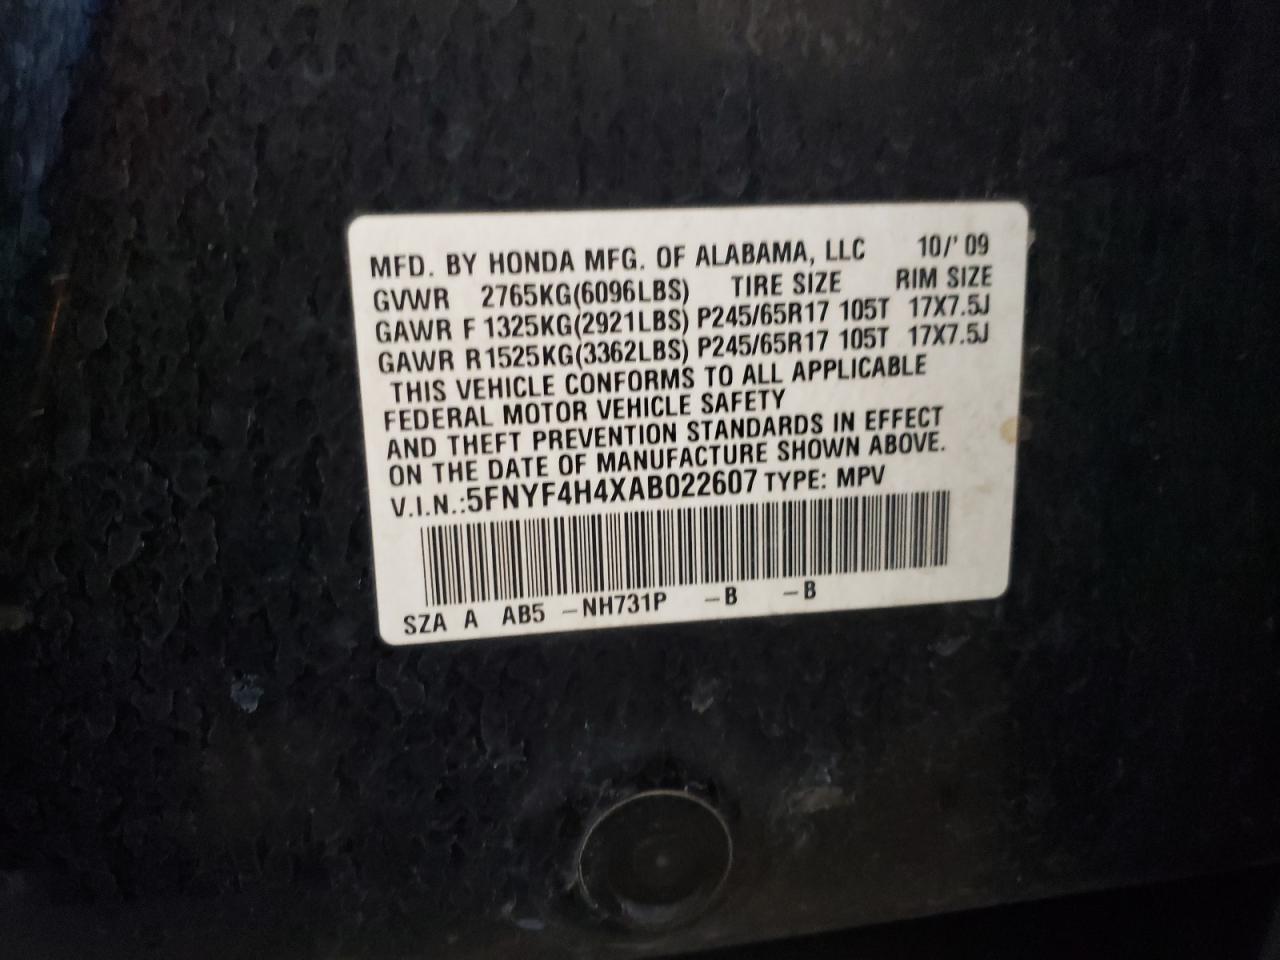 MFD. BY HONDA MFG. OF ALABAMA, LLC 10/' 09
GVWR 2765KG(6096LBS) TIRE SIZE RIM SIZE
GAWR F 1325KG(2921LBS) P245/65R17 105T 17X7.5J
GAWR R 1525KG(3362LBS) P245/65R17 105T 17X7.5J
THIS VEHICLE CONFORMS TO ALL APPLICABLE
FEDERAL MOTOR VEHICLE SAFETY
AND THEFT PREVENTION STANDARDS IN EFFECT
ON THE DATE OF MANUFACTURE SHOWN ABOVE.
V.I.N.:5FNYF4H4XAB022607 TYPE: MPV
SZA A AB5 –NH731P –B –B